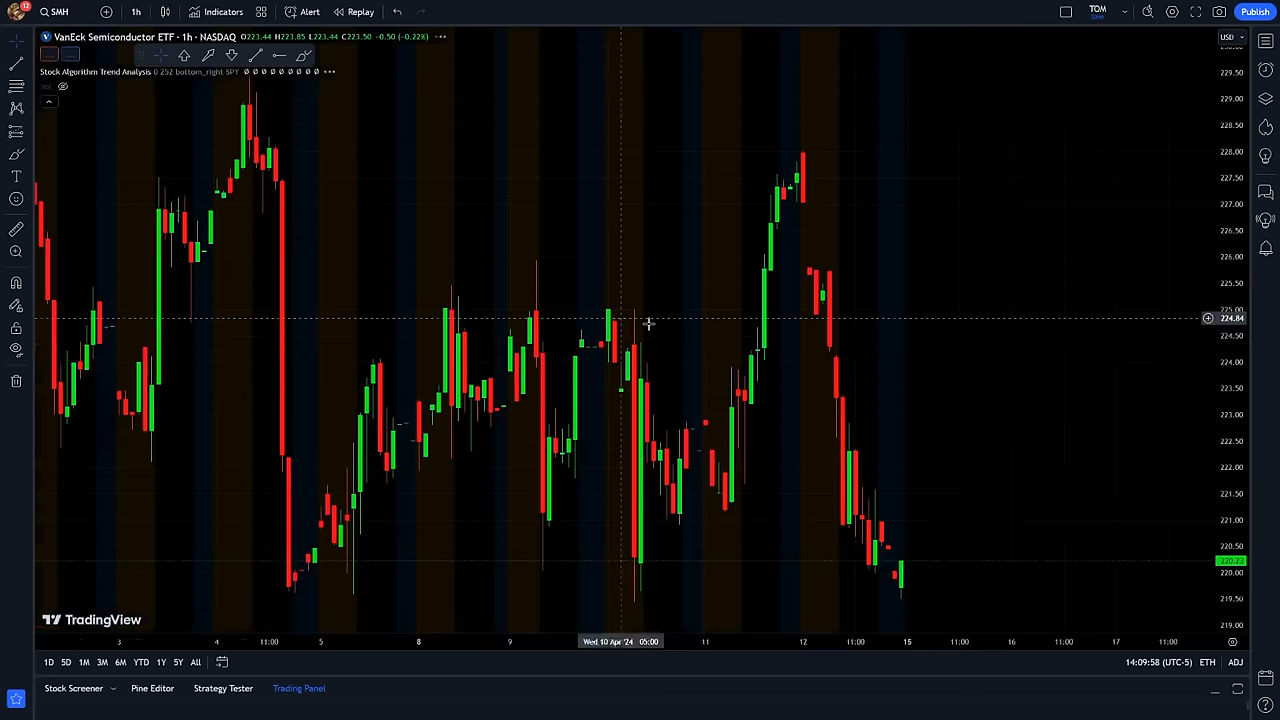 12
SMH
1h
Indicators
Alert
Replay
TOM
Save
Publish
VanEck Semiconductor ETF · 1h · NASDAQ O223.44 H223.85 L223.44 C223.50 -0.50 (-0.22%)
USD
Stock Algorithm Trend Analysis 0 252 bottom_right SPY Ø Ø Ø Ø Ø Ø Ø Ø
Vol
229.50
229.00
228.50
228.00
227.50
227.00
226.50
226.00
225.50
225.00
224.84
224.50
224.00
223.50
223.00
222.50
222.00
221.50
221.00
220.50
220.23
220.00
219.50
219.00
TradingView
3
4
11:00
5
8
9
Wed 10 Apr '24 05:00
11
12
11:00
15
11:00
16
11:00
17
11:00
1D 5D 1M 3M 6M YTD 1Y 5Y All
14:09:58 (UTC-5) ETH ADJ
Stock Screener
Pine Editor
Strategy Tester
Trading Panel